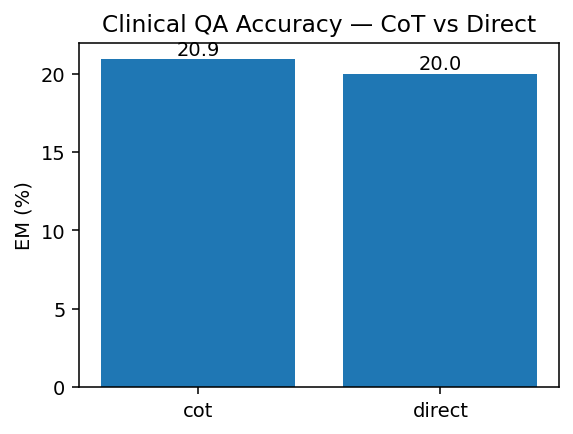 Clinical QA Accuracy — CoT vs Direct
20.9
20.0
20
15
10
5
0
EM (%)
cot
direct